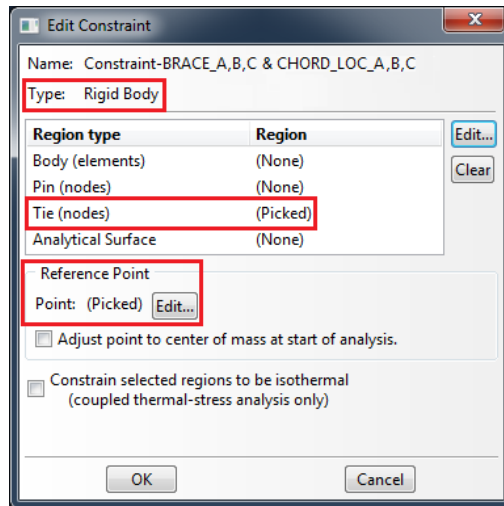 Edit Constraint
Name: Constraint-BRACE_A,B,C & CHORD_LOC_A,B,C
Type: Rigid Body
Region type Region
Edit...
Body (elements) (None)
Clear
Pin (nodes) (None)
Tie (nodes) (Picked)
Analytical Surface (None)
Reference Point
Point: (Picked) Edit...
Adjust point to center of mass at start of analysis.
Constrain selected regions to be isothermal
(coupled thermal-stress analysis only)
OK Cancel